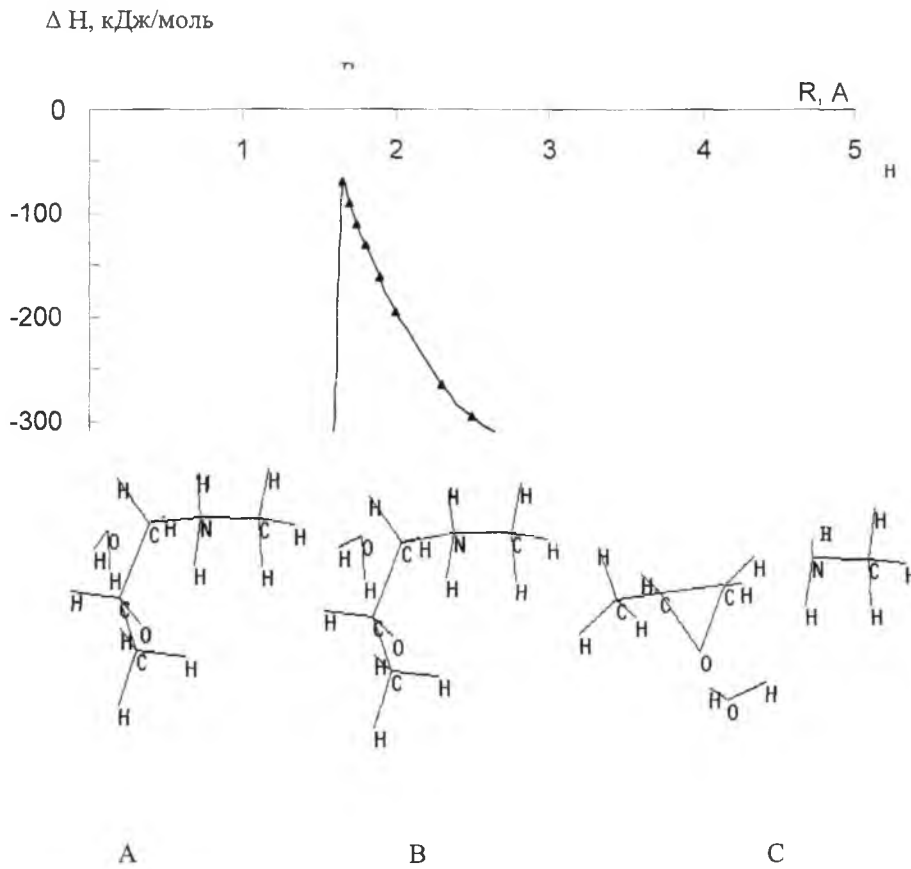 Δ H, кДж/моль
0 R, A
1 2 3 4 5
H
-100
-200
-300
H H H H H H H
O C H N C H C H N C H
H H H H H H
H H H H H H H H
C N C
H C C H
H O C H H O C H H H H H H
H H O
H H H O
H H
A B C